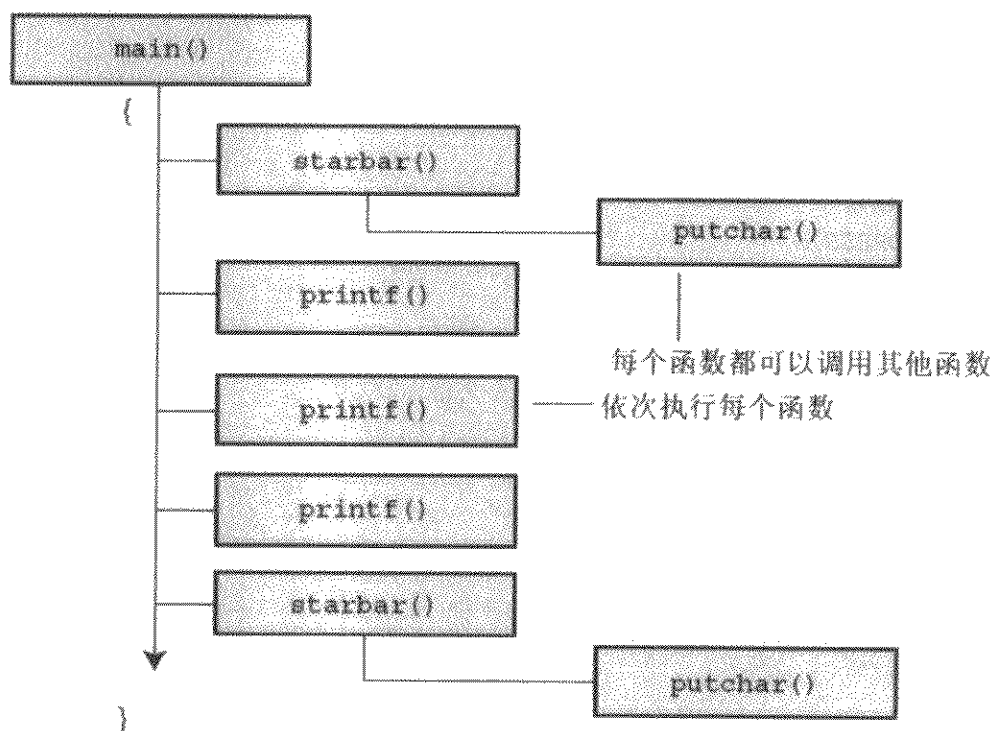 main()
{
starbar()
putchar()
printf()
每个函数都可以调用其他函数
printf()
依次执行每个函数
printf()
starbar()
putchar()
}